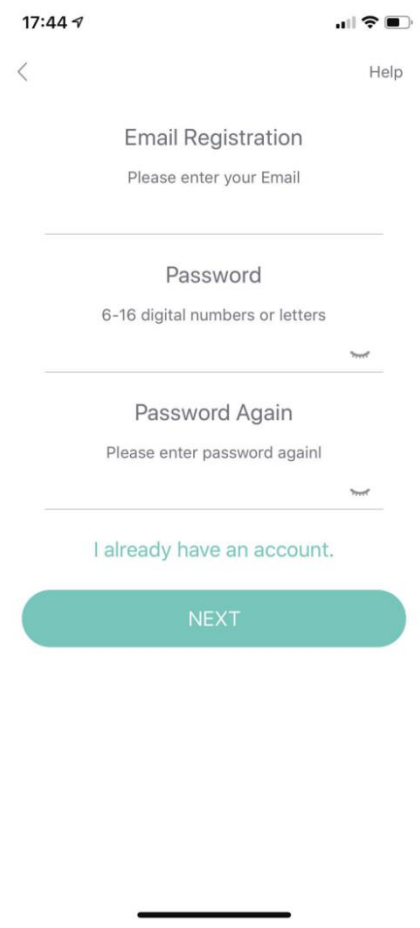 17:44
Help
Email Registration
Please enter your Email
Password
6-16 digital numbers or letters
Password Again
Please enter password againl
I already have an account.
NEXT